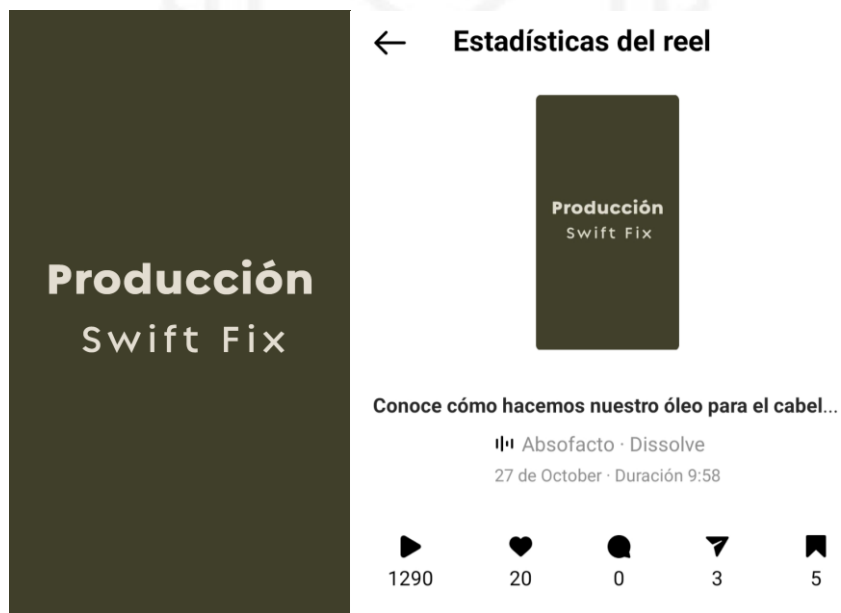 Producción
Swift Fix
Estadísticas del reel
Producción
Swift Fix
Conoce cómo hacemos nuestro óleo para el cabel...
Absofacto · Dissolve
27 de October · Duración 9:58
1290 20 0 3 5